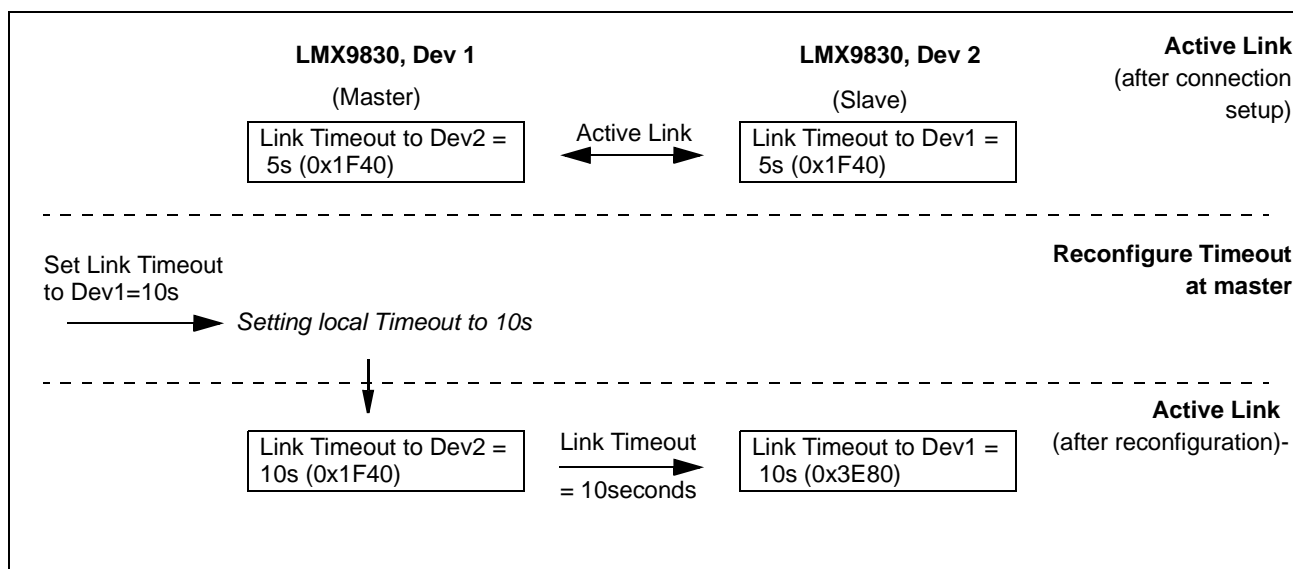 LMX9830, Dev 1
(Master)
LMX9830, Dev 2
(Slave)
Active Link
(after connection
setup)
Link Timeout to Dev2 =
5s (0x1F40)
Active Link
Link Timeout to Dev1 =
5s (0x1F40)
Reconfigure Timeout
at master
Set Link Timeout
to Dev1=10s
Setting local Timeout to 10s
Active Link
(after reconfiguration)-
Link Timeout to Dev2 =
10s (0x1F40)
Link Timeout
= 10seconds
Link Timeout to Dev1 =
10s (0x3E80)